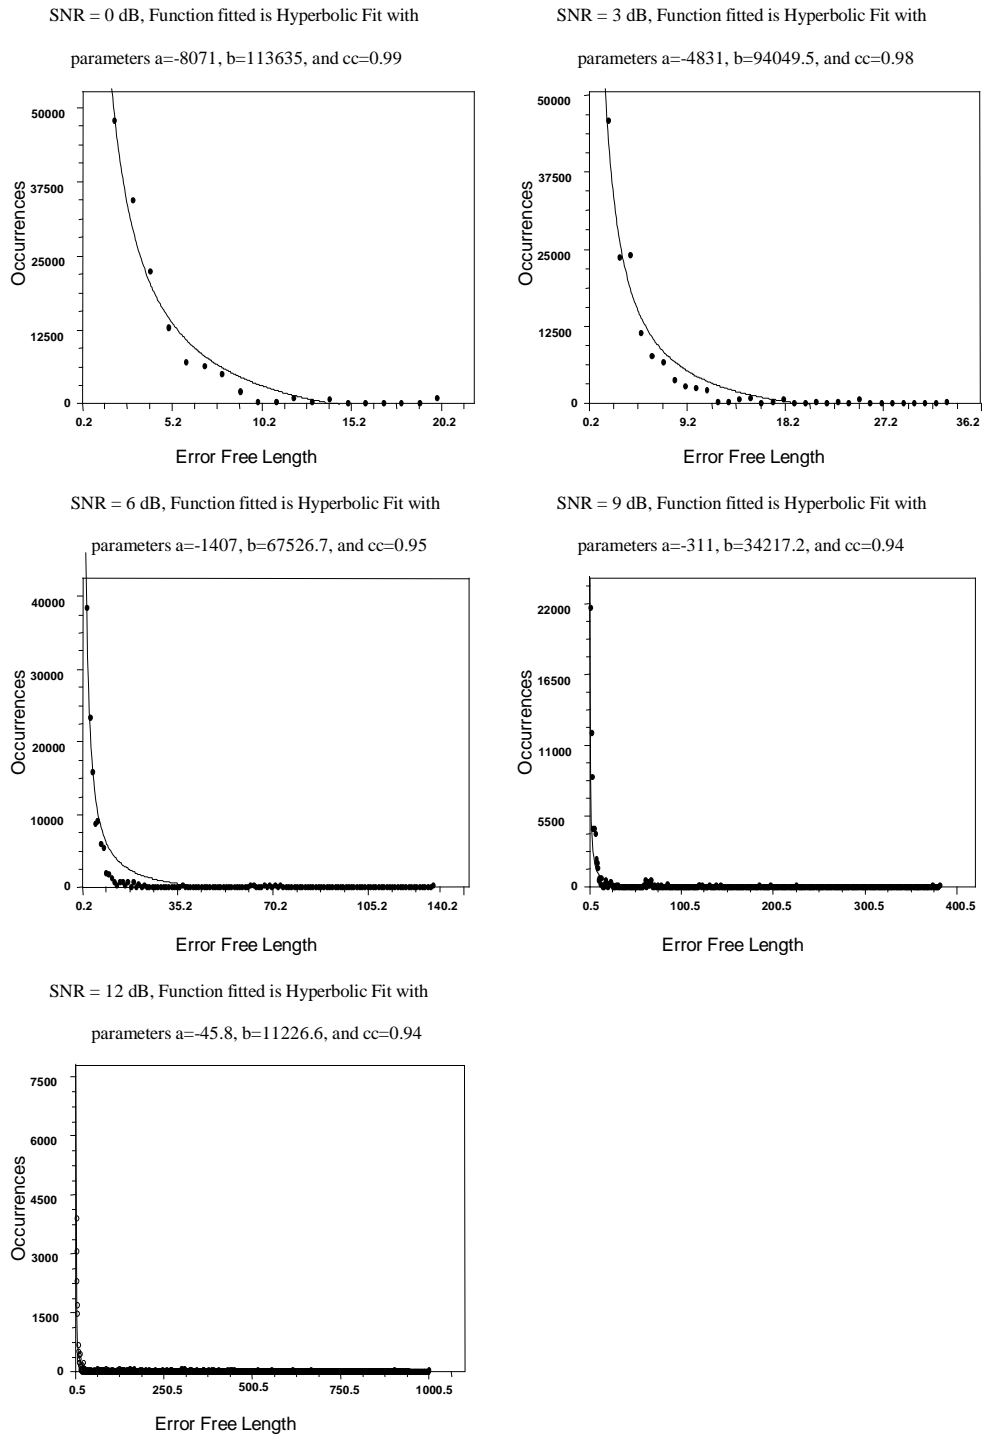 SNR = 0 dB, Function fitted is Hyperbolic Fit with
parameters a=-8071, b=113635, and cc=0.99
50000
37500
25000
12500
0
Occurrences
0.2 5.2 10.2 15.2 20.2
Error Free Length
SNR = 3 dB, Function fitted is Hyperbolic Fit with
parameters a=-4831, b=94049.5, and cc=0.98
50000
37500
25000
12500
0
Occurrences
0.2 9.2 18.2 27.2 36.2
Error Free Length
SNR = 6 dB, Function fitted is Hyperbolic Fit with
parameters a=-1407, b=67526.7, and cc=0.95
40000
30000
20000
10000
0
Occurrences
0.2 35.2 70.2 105.2 140.2
Error Free Length
SNR = 9 dB, Function fitted is Hyperbolic Fit with
parameters a=-311, b=34217.2, and cc=0.94
22000
16500
11000
5500
0
Occurrences
0.5 100.5 200.5 300.5 400.5
Error Free Length
SNR = 12 dB, Function fitted is Hyperbolic Fit with
parameters a=-45.8, b=11226.6, and cc=0.94
7500
6000
4500
3000
1500
0
Occurrences
0.5 250.5 500.5 750.5 1000.5
Error Free Length